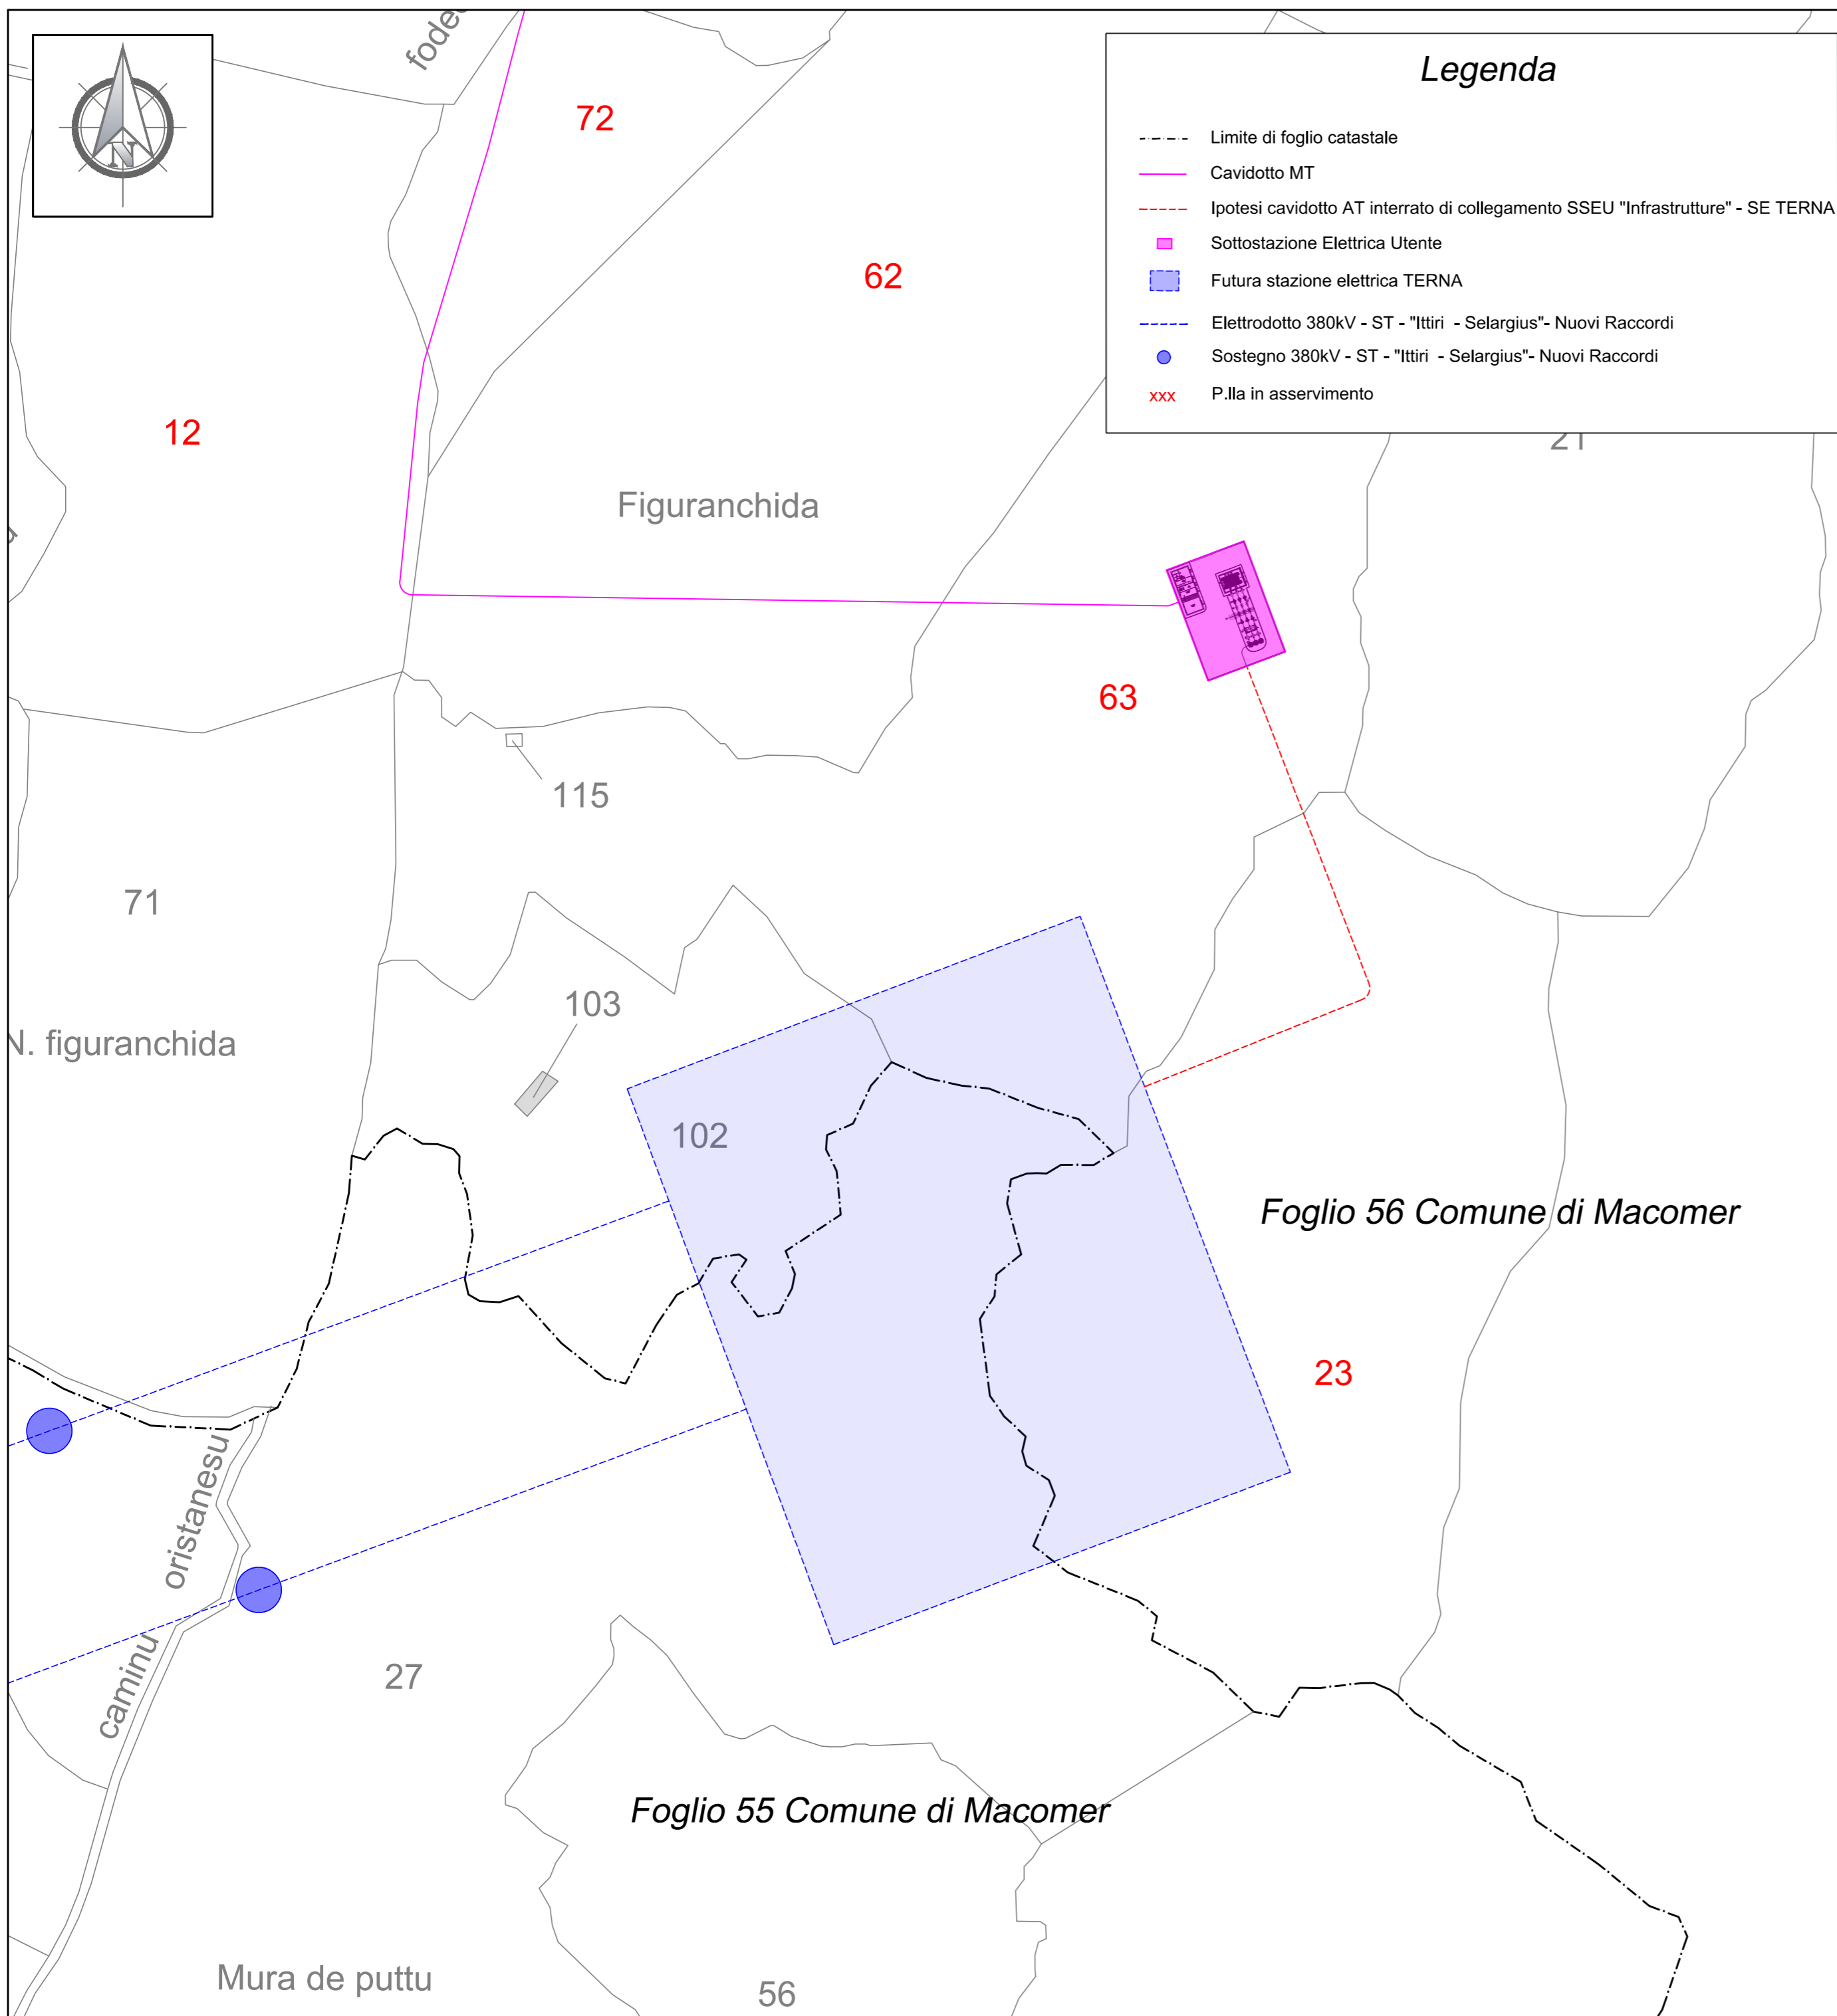 N
fode
72
Legenda
Limite di foglio catastale
Cavidotto MT
Ipotesi cavidotto AT interrato di collegamento SSEU "Infrastrutture" - SE TERNA
Sottostazione Elettrica Utente
62
Futura stazione elettrica TERNA
Elettrodotto 380kV - ST - "Ittiri - Selargius"- Nuovi Raccordi
Sostegno 380kV - ST - "Ittiri - Selargius"- Nuovi Raccordi
xxx P.lla in asservimento
12
21
Figuranchida
63
115
71
103
N. figuranchida
102
Foglio 56 Comune di Macomer
23
oristanesu
caminu
27
Foglio 55 Comune di Macomer
Mura de puttu
56